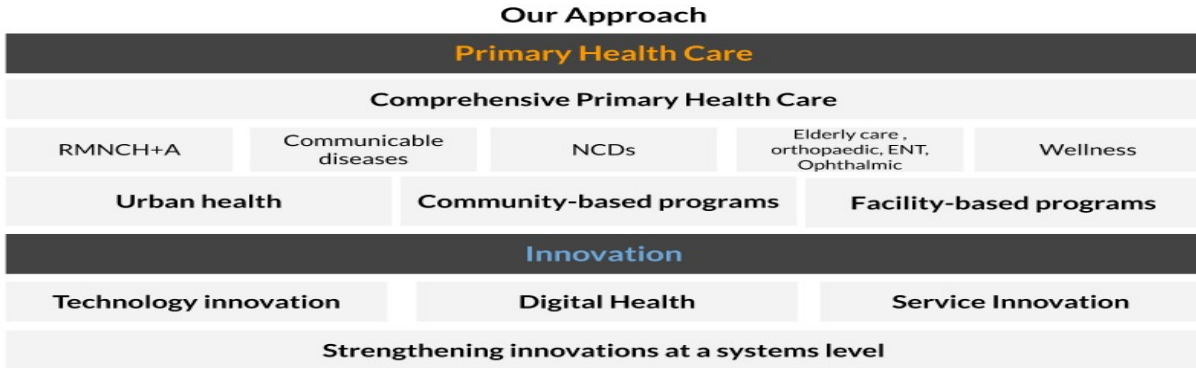 Our Approach
Primary Health Care
Comprehensive Primary Health Care
RMNCH+A
Communicable
diseases
NCDs
Elderly care ,
orthopaedic, ENT,
Ophthalmic
Wellness
Urban health
Community-based programs
Facility-based programs
Innovation
Technology innovation
Digital Health
Service Innovation
Strengthening innovations at a systems level